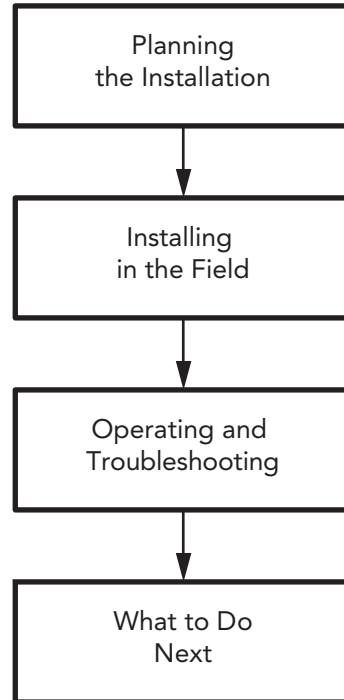 Planning
the Installation
Installing
in the Field
Operating and
Troubleshooting
What to Do
Next